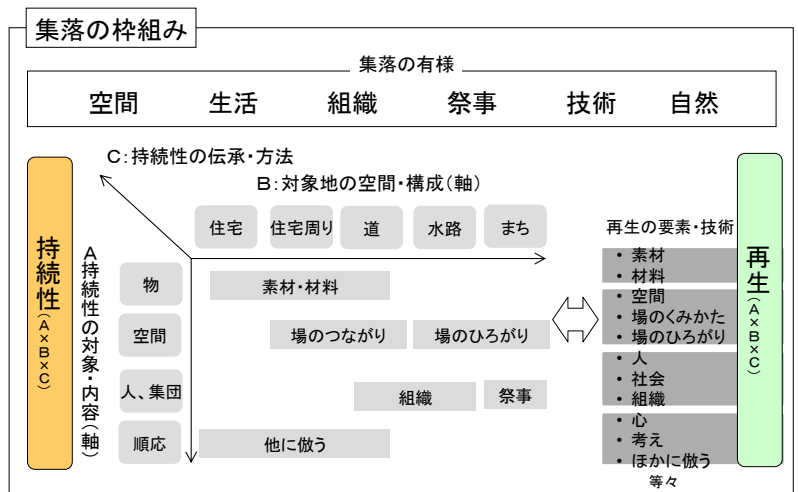 集落の枠組み
集落の有様
空間 生活 組織 祭事 技術 自然
C:持続性の伝承・方法
B:対象地の空間・構成(軸)
住宅 住宅周り 道 水路 まち
持続性(A×B×C)
A持続性の対象・内容(軸)
物
素材・材料
空間
場のつながり 場のひろがり
人、集団
組織 祭事
順応
他に倣う
再生の要素・技術
• 素材
• 材料
• 空間
• 場のくみかた
• 場のひろがり
• 人
• 社会
• 組織
• 心
• 考え
• ほかに倣う
等々
再生(A×B×C)